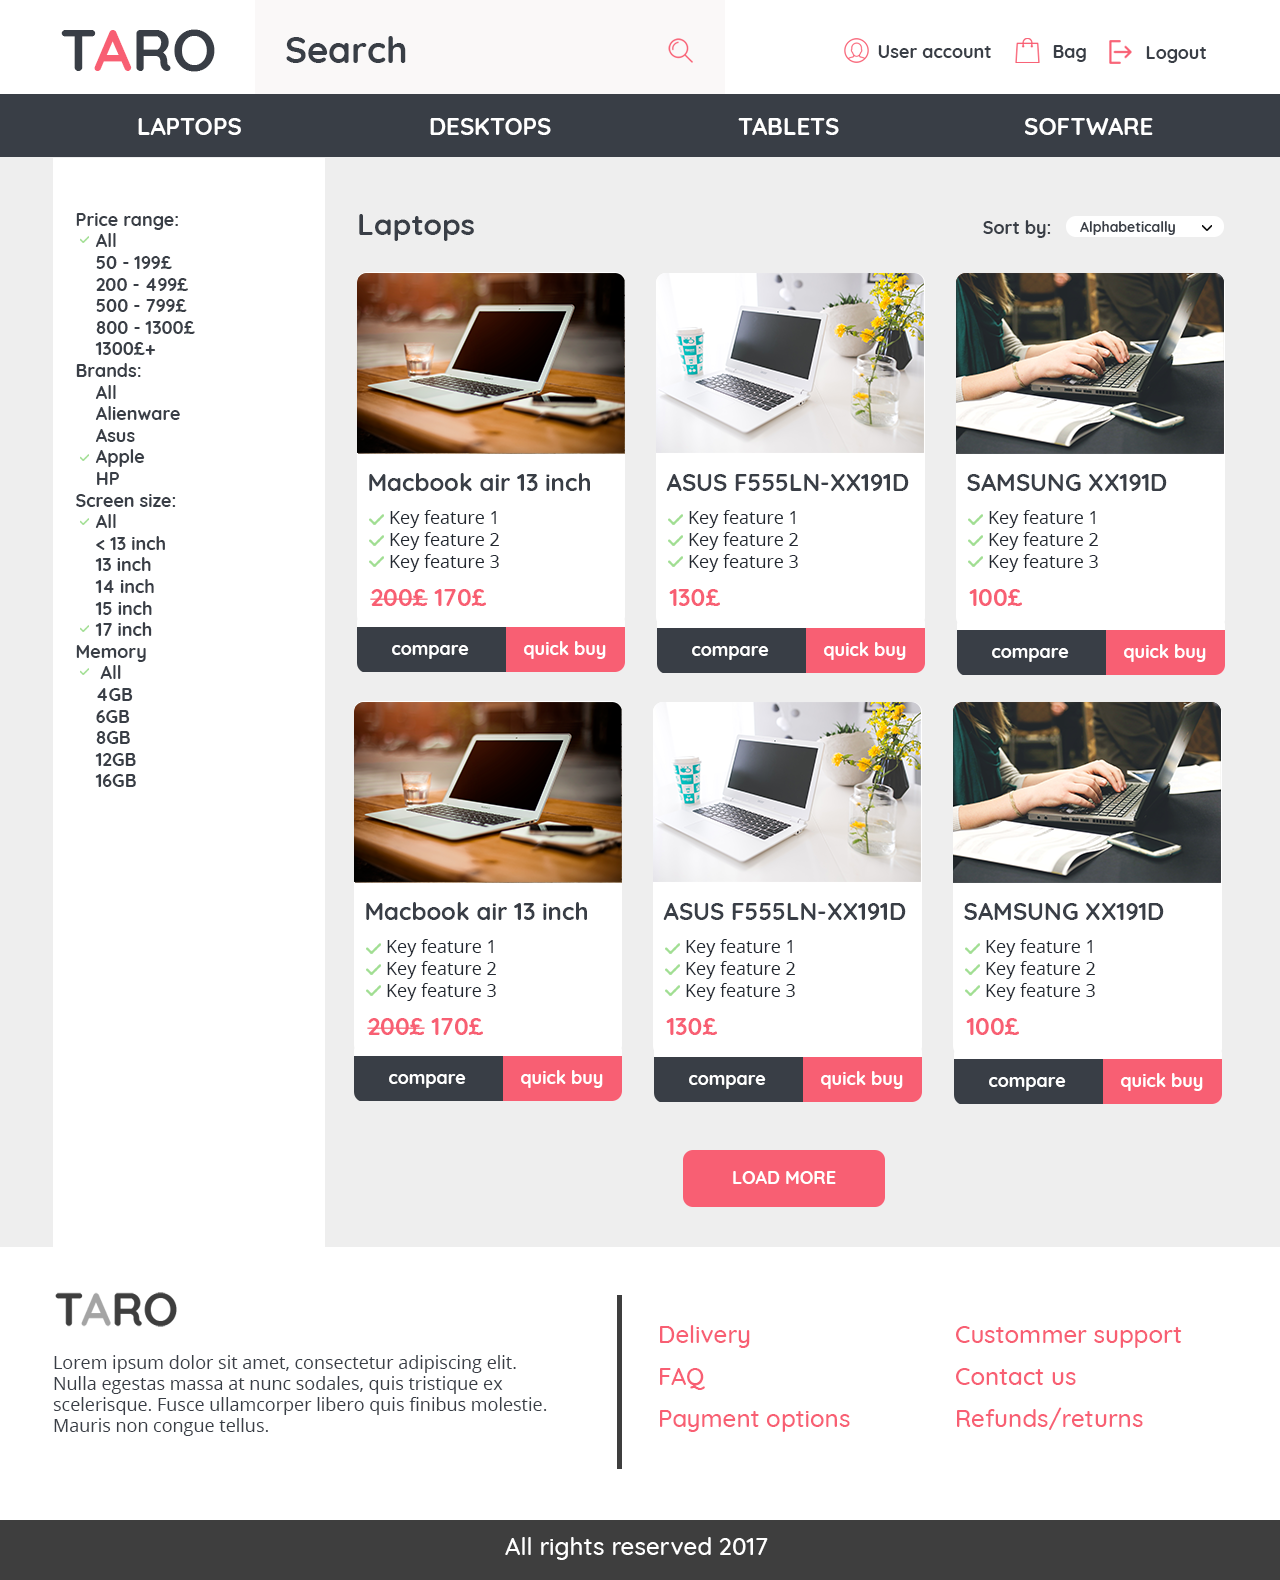 TARO
Search
User account
Bag
Logout
LAPTOPS
DESKTOPS
TABLETS
SOFTWARE
Price range:
All
50 - 199£
200 - 499£
500 - 799£
800 - 1300£
1300£+
Brands:
All
Alienware
Asus
Apple
HP
Screen size:
All
< 13 inch
13 inch
14 inch
15 inch
17 inch
Memory
All
4GB
6GB
8GB
12GB
16GB
Laptops
Sort by:
Alphabetically
Macbook air 13 inch
Key feature 1
Key feature 2
Key feature 3
200£ 170£
compare
quick buy
ASUS F555LN-XX191D
Key feature 1
Key feature 2
Key feature 3
130£
compare
quick buy
SAMSUNG XX191D
Key feature 1
Key feature 2
Key feature 3
100£
compare
quick buy
Macbook air 13 inch
Key feature 1
Key feature 2
Key feature 3
200£ 170£
compare
quick buy
ASUS F555LN-XX191D
Key feature 1
Key feature 2
Key feature 3
130£
compare
quick buy
SAMSUNG XX191D
Key feature 1
Key feature 2
Key feature 3
100£
compare
quick buy
LOAD MORE
TARO
Lorem ipsum dolor sit amet, consectetur adipiscing elit.
Nulla egestas massa at nunc sodales, quis tristique ex
scelerisque. Fusce ullamcorper libero quis finibus molestie.
Mauris non congue tellus.
Delivery
FAQ
Payment options
Custommer support
Contact us
Refunds/returns
All rights reserved 2017